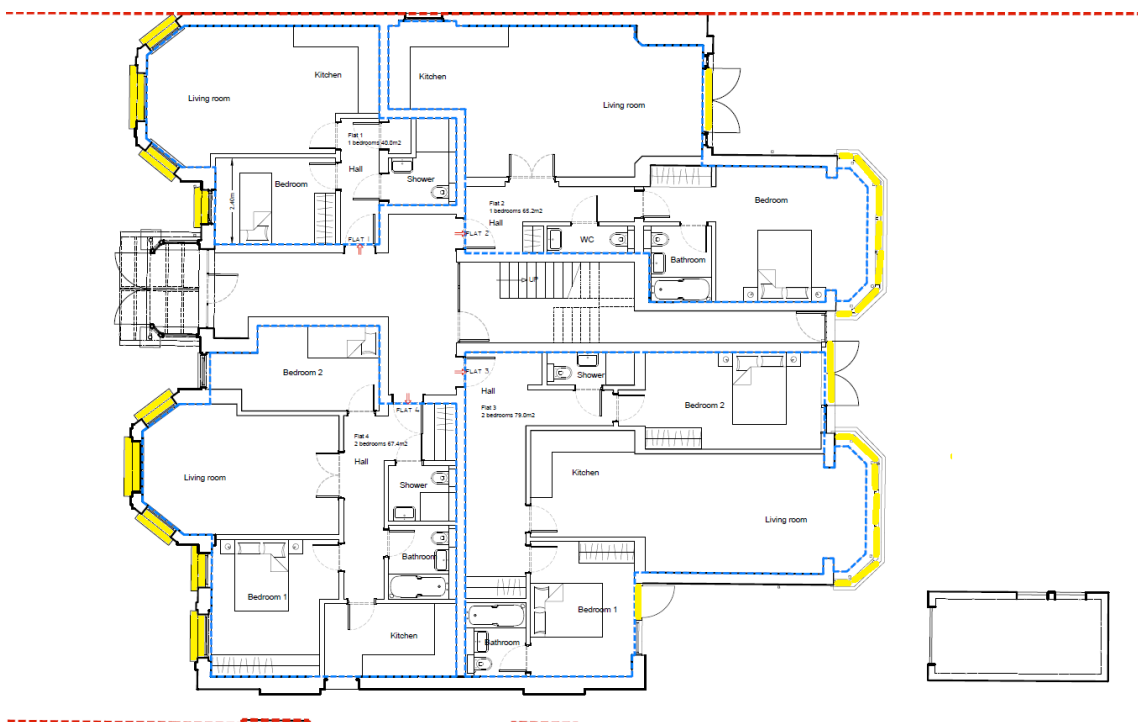 Kitchen
Living room
Flat 1
1 bedrooms 40.0m2
Hall
Shower
Bedroom
2.40m
FLAT 1
Kitchen
Living room
Flat 2
1 bedrooms 65.2m2
Hall
FLAT 2
WC
Bedroom
Bathroom
UP
Bedroom 2
FLAT 4
Flat 4
2 bedrooms 67.4m2
Hall
Living room
Shower
Bathroom
Bedroom 1
Kitchen
FLAT 3
Hall
Shower
Flat 3
2 bedrooms 79.0m2
Bedroom 2
Kitchen
Living room
Bedroom 1
Bathroom